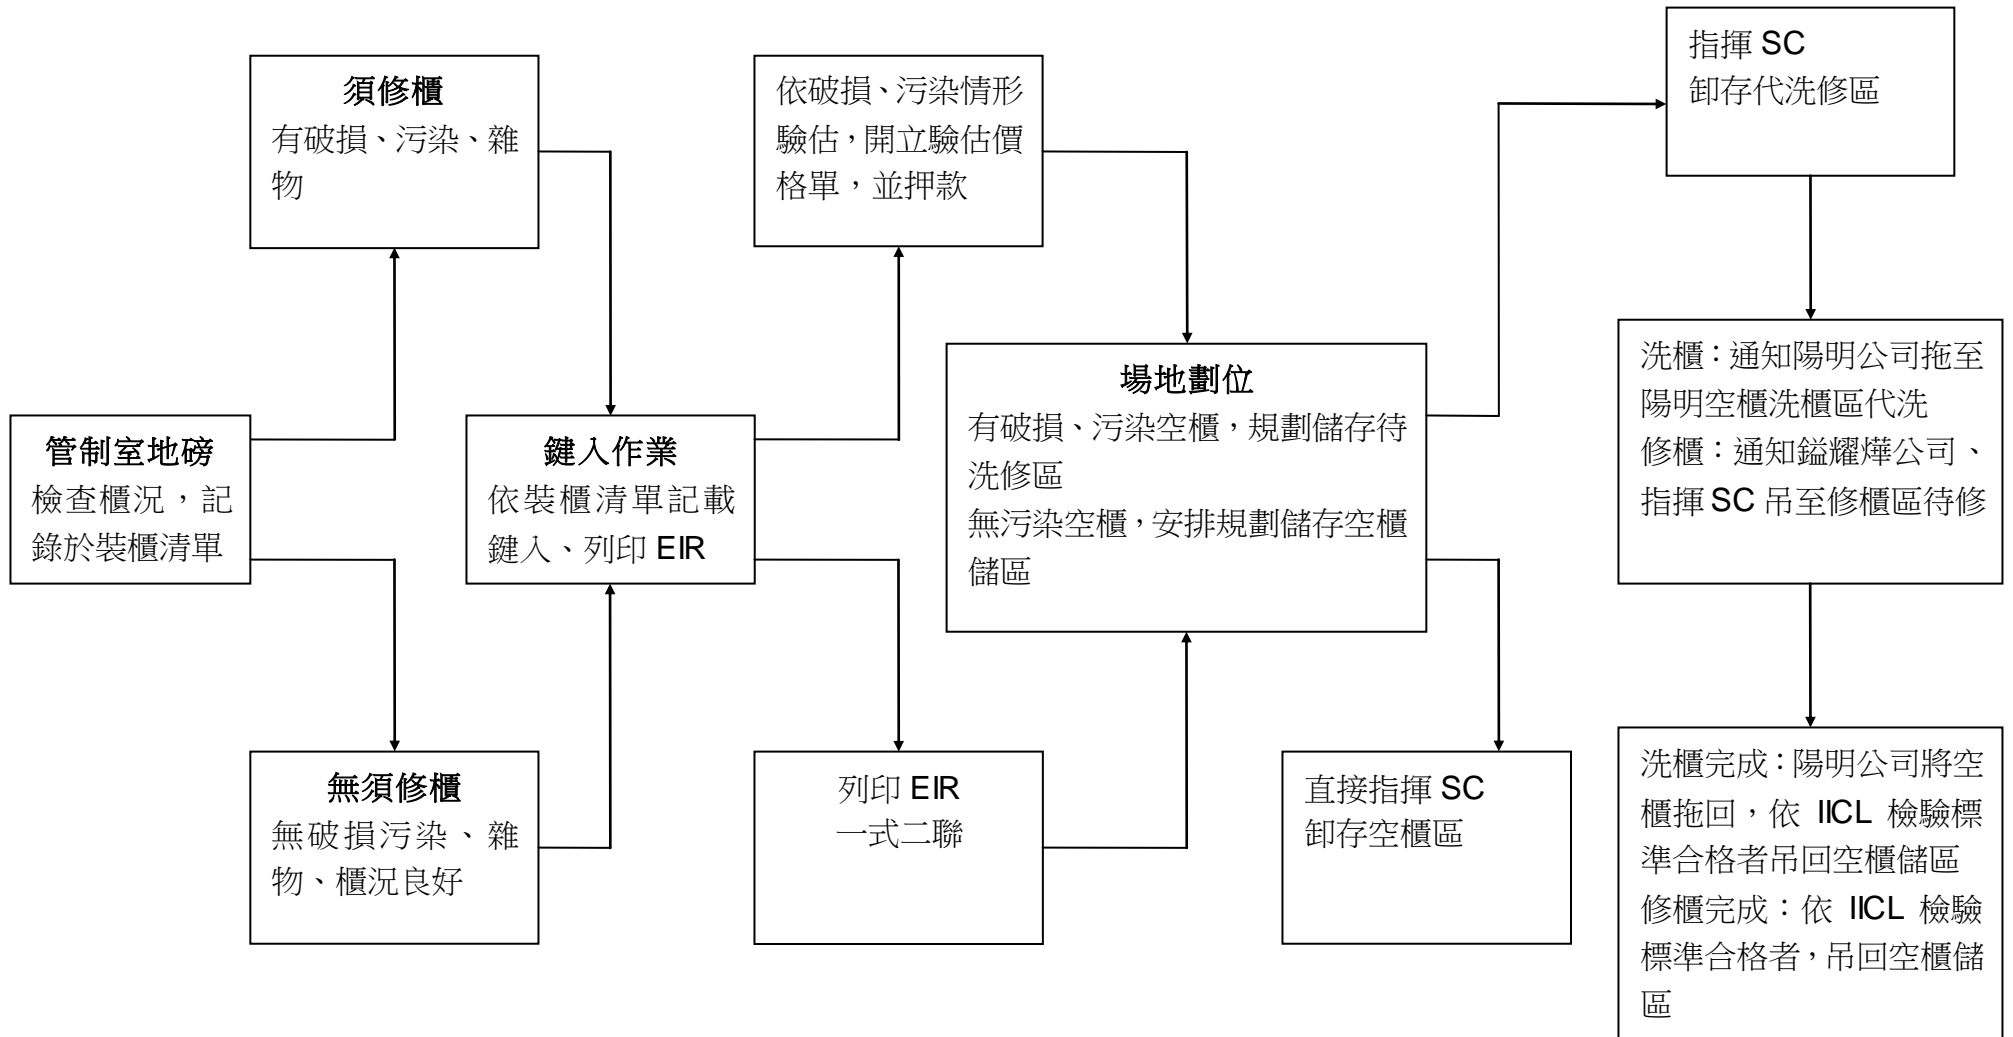 管制室地磅
檢查櫃況，記
錄於裝櫃清單
須修櫃
有破損、污染、雜
物
無須修櫃
無破損污染、雜
物、櫃況良好
鍵入作業
依裝櫃清單記載
鍵入、列印 EIR
依破損、污染情形
驗估，開立驗估價
格單，並押款
列印 EIR
一式二聯
場地劃位
有破損、污染空櫃，規劃儲存待
洗修區
無污染空櫃，安排規劃儲存空櫃
儲區
指揮 SC
卸存代洗修區
直接指揮 SC
卸存空櫃區
洗櫃：通知陽明公司拖至
陽明空櫃洗櫃區代洗
修櫃：通知鎰耀燁公司、
指揮 SC 吊至修櫃區待修
洗櫃完成：陽明公司將空
櫃拖回，依 IICL 檢驗標
準合格者吊回空櫃儲區
修櫃完成：依 IICL 檢驗
標準合格者，吊回空櫃儲
區